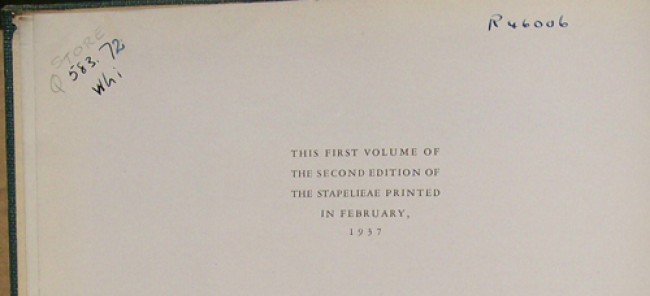 R46006
STORE
Q 583.72
Whi
THIS FIRST VOLUME OF
THE SECOND EDITION OF
THE STAPELIEAE PRINTED
IN FEBRUARY,
1937